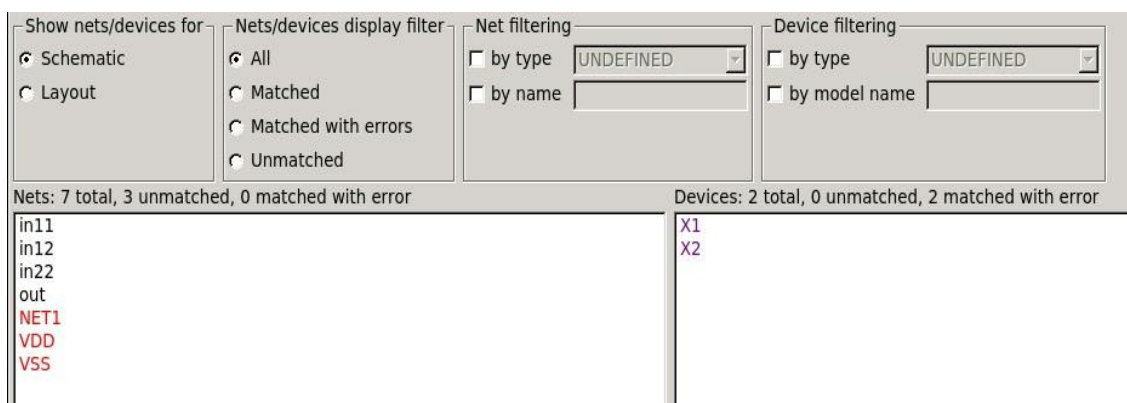 Show nets/devices for
Schematic
Layout
Nets/devices display filter
All
Matched
Matched with errors
Unmatched
Net filtering
by type UNDEFINED
by name
Device filtering
by type UNDEFINED
by model name
Nets: 7 total, 3 unmatched, 0 matched with error
in11
in12
in22
out
NET1
VDD
VSS
Devices: 2 total, 0 unmatched, 2 matched with error
X1
X2